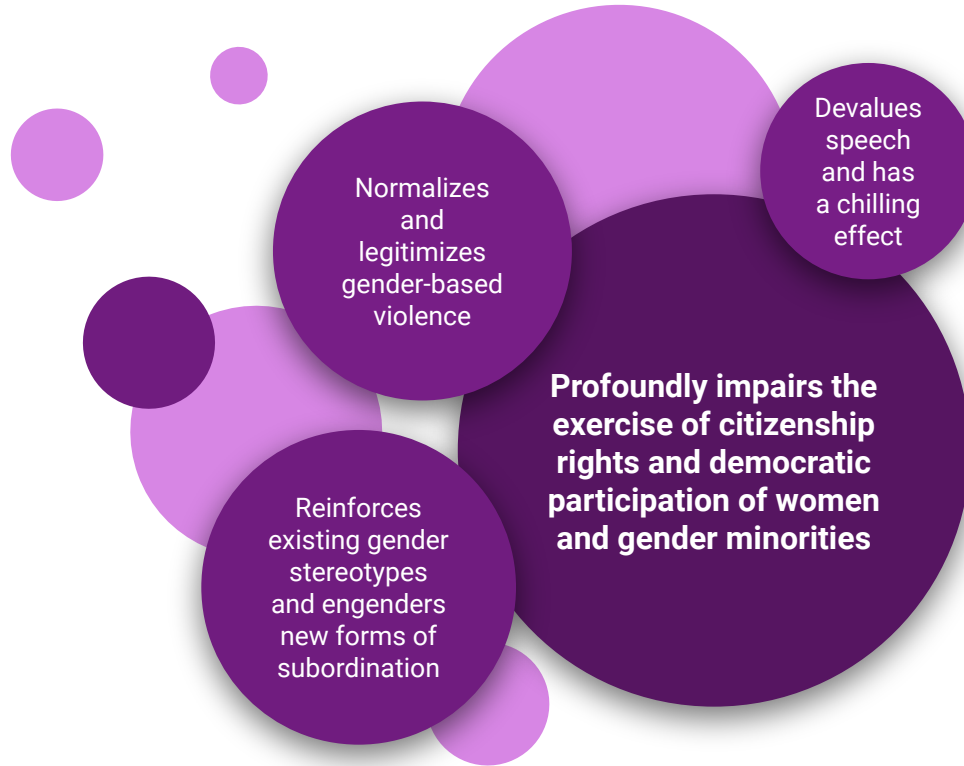 Devalues
speech
and has
a chilling
effect
Normalizes
and
legitimizes
gender-based
violence
Profoundly impairs the
exercise of citizenship
rights and democratic
participation of women
and gender minorities
Reinforces
existing gender
stereotypes
and engenders
new forms of
subordination